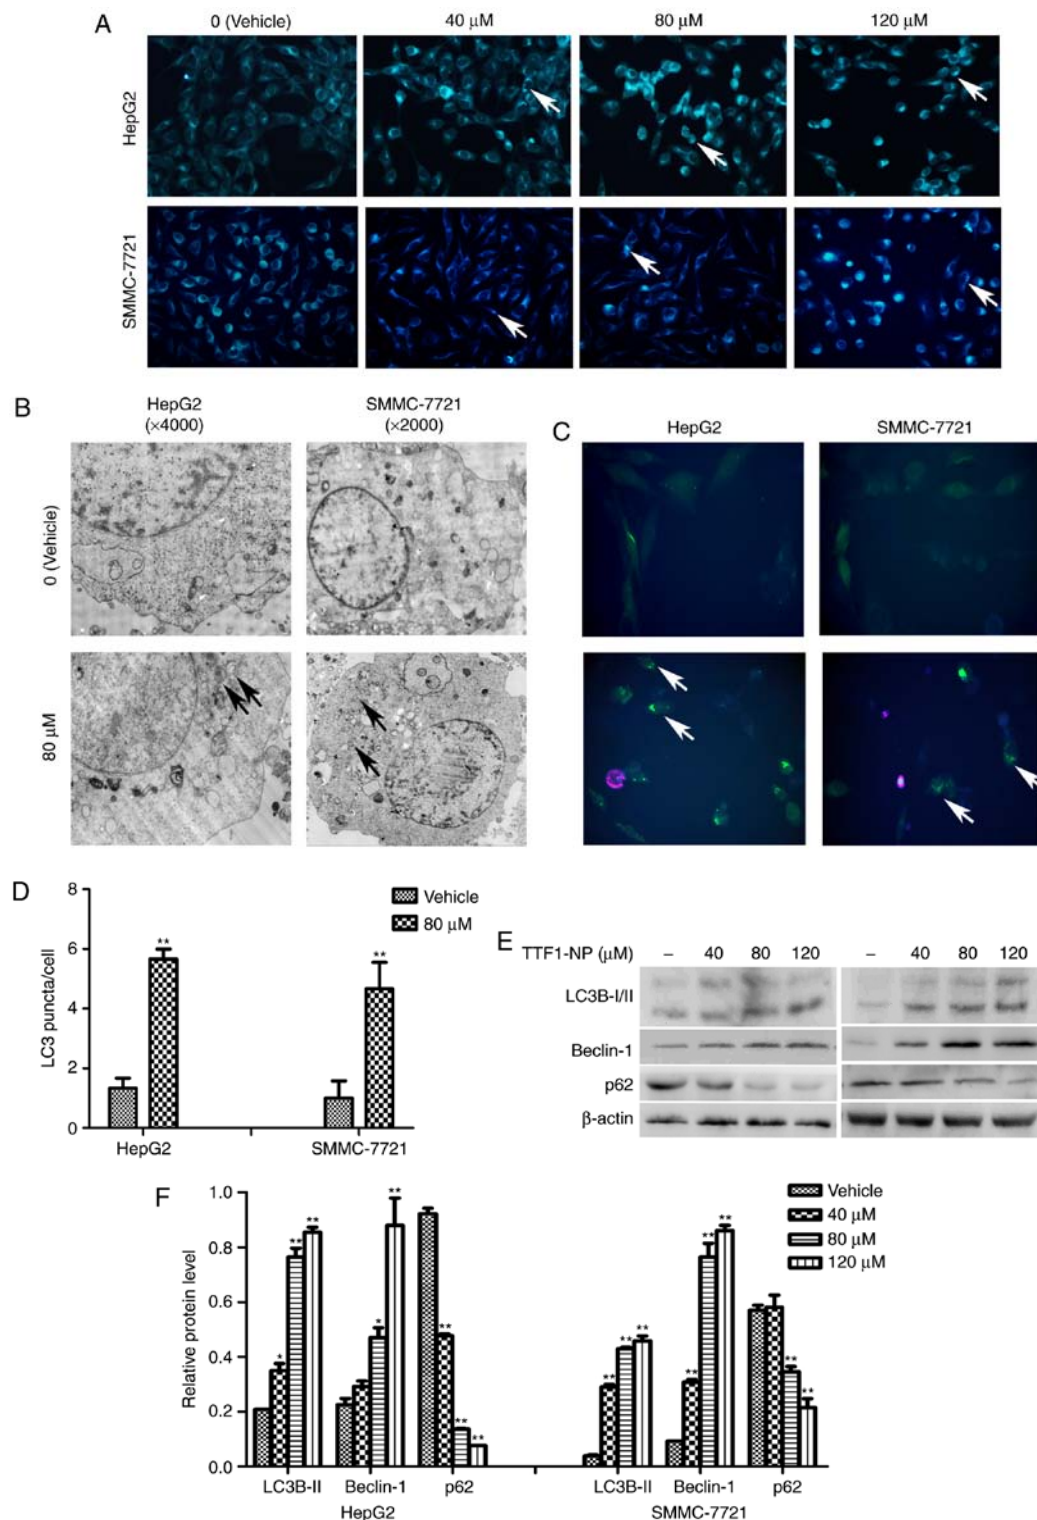 A
0 (Vehicle) 40 µM 80 µM 120 µM
HepG2
SMMC-7721
B
HepG2 (×4000)
SMMC-7721 (×2000)
0 (Vehicle)
80 µM
C
HepG2 SMMC-7721
D
LC3 puncta/cell
8
6
4
2
0
** **
Vehicle
80 µM
HepG2 SMMC-7721
E
TTF1-NP (µM) – 40 80 120 – 40 80 120
LC3B-I/II
Beclin-1
p62
β-actin
F
Relative protein level
1.0
0.8
0.6
0.4
0.2
0.0
* ** ** * ** ** ** **
** ** ** ** ** ** ** **
Vehicle
40 µM
80 µM
120 µM
LC3B-II Beclin-1 p62 LC3B-II Beclin-1 p62
HepG2 SMMC-7721